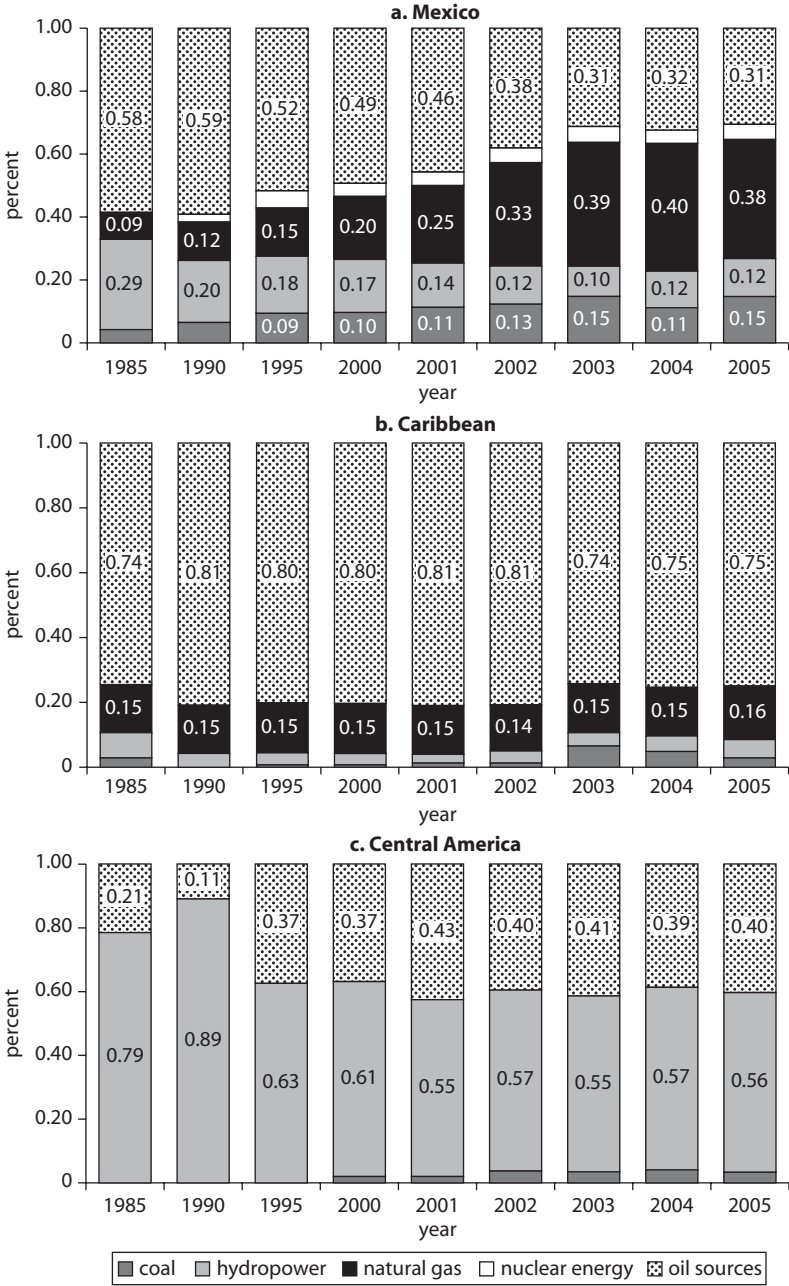 a. Mexico
1.00
0.80
0.60
0.40
0.20
0
percent
0.58 0.59 0.52 0.49 0.46 0.38 0.31 0.32 0.31
0.09 0.12 0.15 0.20 0.25 0.33 0.39 0.40 0.38
0.29 0.20 0.18 0.17 0.14 0.12 0.10 0.12 0.12
0.09 0.10 0.11 0.13 0.15 0.11 0.15
1985 1990 1995 2000 2001 2002 2003 2004 2005
year
b. Caribbean
1.00
0.80
0.60
0.40
0.20
0
percent
0.74 0.81 0.80 0.80 0.81 0.81 0.74 0.75 0.75
0.15 0.15 0.15 0.15 0.15 0.14 0.15 0.15 0.16
1985 1990 1995 2000 2001 2002 2003 2004 2005
year
c. Central America
1.00
0.80
0.60
0.40
0.20
0
percent
0.21 0.11 0.37 0.37 0.43 0.40 0.41 0.39 0.40
0.79 0.89 0.63 0.61 0.55 0.57 0.55 0.57 0.56
1985 1990 1995 2000 2001 2002 2003 2004 2005
year
coal hydropower natural gas nuclear energy oil sources